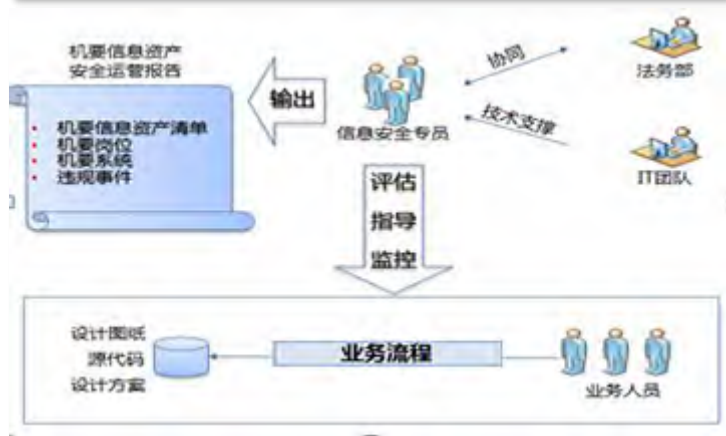 机要信息资产
安全运营报告
机要信息资产清单
机要岗位
机要系统
违规事件
输出
信息安全专员
协同
法务部
技术支撑
IT团队
评估
指导
监控
设计图纸
源代码
设计方案
业务流程
业务人员